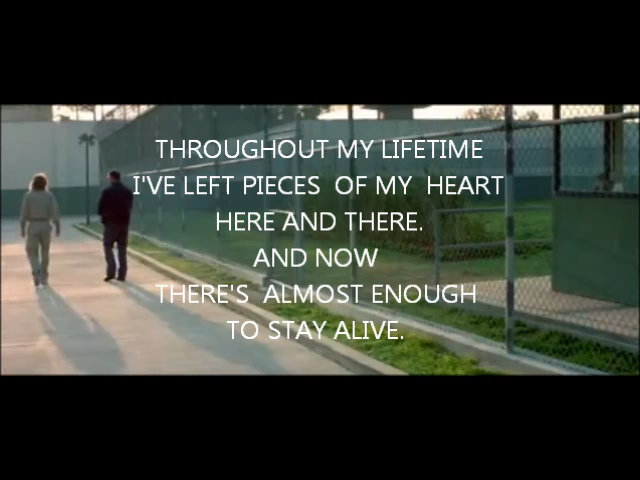 THROUGHOUT MY LIFETIME
I'VE LEFT PIECES OF MY HEART
HERE AND THERE.
AND NOW
THERE'S ALMOST ENOUGH
TO STAY ALIVE.